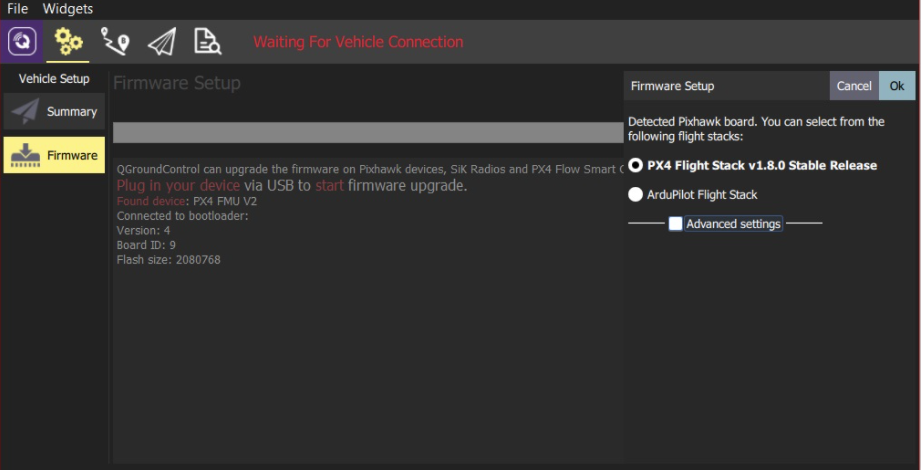 File Widgets
Waiting For Vehicle Connection
Vehicle Setup
Summary
Firmware
Firmware Setup
QGroundControl can upgrade the firmware on Pixhawk devices, SiK Radios and PX4 Flow Smart
Plug in your device via USB to start firmware upgrade.
Found device: PX4 FMU V2
Connected to bootloader:
Version: 4
Board ID: 9
Flash size: 2080768
Firmware Setup Cancel Ok
Detected Pixhawk board. You can select from the
following flight stacks:
PX4 Flight Stack v1.8.0 Stable Release
ArduPilot Flight Stack
Advanced settings